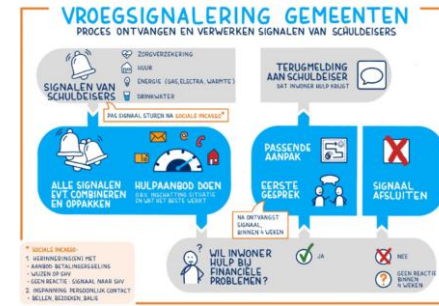 VROEGSIGNALERING GEMEENTEN
PROCES ONTVANGEN EN VERWERKEN SIGNALEN VAN SCHULDEISERS
SIGNALEN VAN
SCHULDEISERS
ZORGVERZEKERING
HUUR
ENERGIE (GAS, ELECTRA, WARMTE)
DRINKWATER
PAS SIGNAAL STUREN NA SOCIALE INCASSO*
TERUGMELDING
AAN SCHULDEISER
DAT INWONER HULP KRIJGT
ALLE SIGNALEN
EVT COMBINEREN
EN OPPAKKEN
HULPAANBOD DOEN
O.B.V. INSCHATTING SITUATIE
EN WAT HET BESTE WERKT
PASSENDE
AANPAK
EERSTE
GESPREK
SIGNAAL
AFSLUITEN
NA ONTVANGST
SIGNAAL,
BINNEN 4 WEKEN
* SOCIALE INCASSO:
1. HERINNERING(EN) MET
- AANBOD BETALINGSREGELING
- WIJZEN OP SHV
- GEEN REACTIE: SIGNAAL NAAR SHV
2. INSPANNING PERSOONLIJK CONTACT
- BELLEN, BEZOEKEN, BALIE
WIL INWONER
HULP BIJ
FINANCIËLE
PROBLEMEN?
JA
NEE
GEEN REACTIE
BINNEN
4 WEKEN